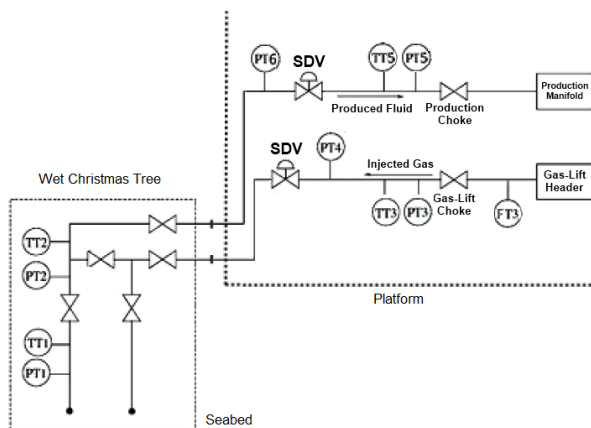 PT6
SDV
TT5
PT5
Produced Fluid
Production
Choke
Production
Manifold
SDV
PT4
Injected Gas
Gas-Lift
Choke
TT3
PT3
FT3
Gas-Lift
Header
Platform
Wet Christmas Tree
TT2
PT2
TT1
PT1
Seabed